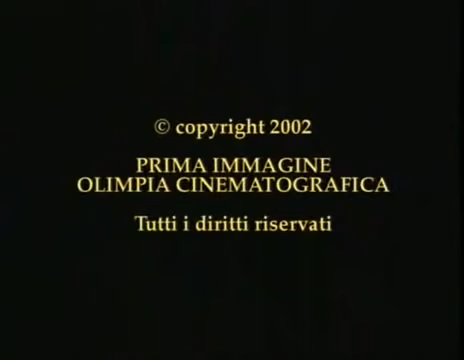 © copyright 2002
PRIMA IMMAGINE
OLIMPIA CINEMATOGRAFICA
Tutti i diritti riservati